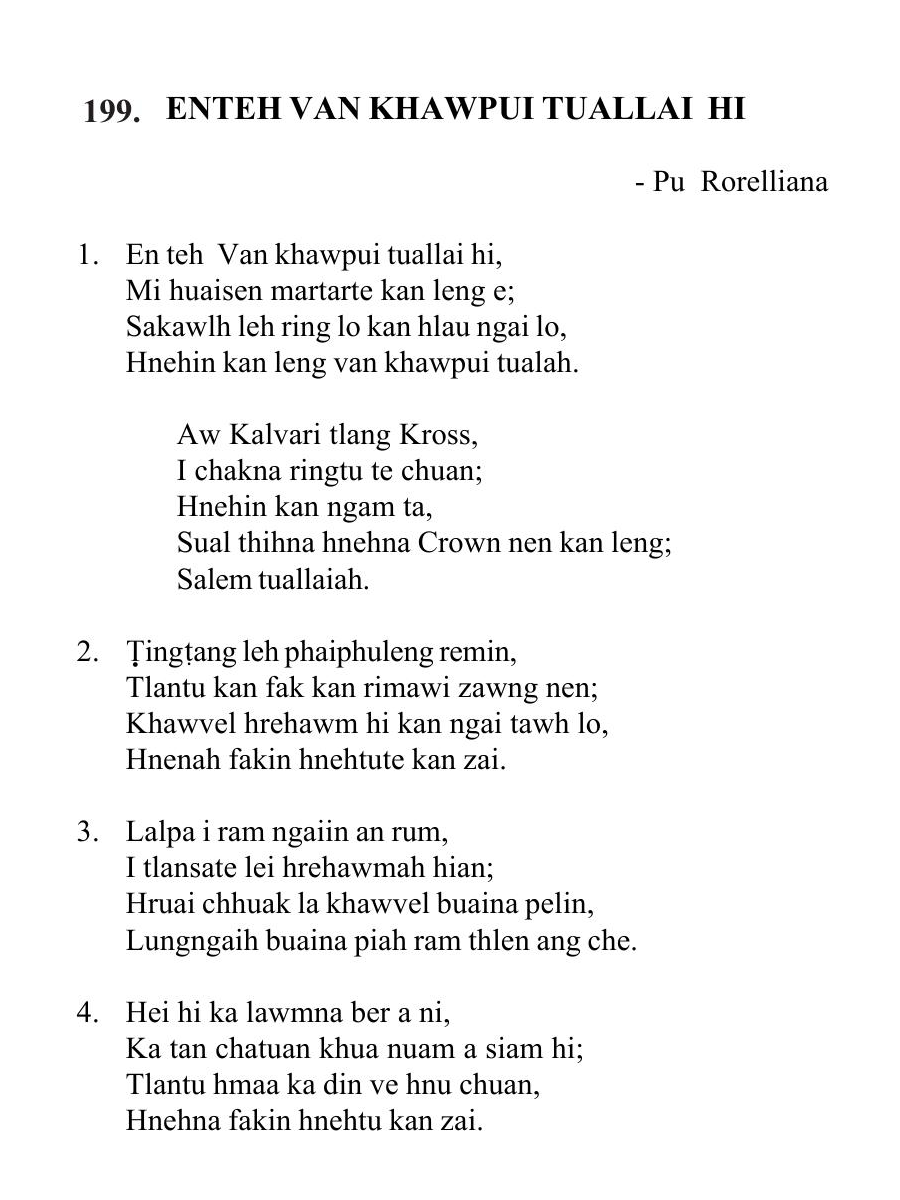 199. ENTEH VAN KHAWPUI TUALLAI HI
- Pu Rorelliana
1. En teh Van khawpui tuallai hi,
Mi huaisen martarte kan leng e;
Sakawlh leh ring lo kan hlau ngai lo,
Hnehin kan leng van khawpui tualah.
Aw Kalvari tlang Kross,
I chakna ringtu te chuan;
Hnehin kan ngam ta,
Sual thihna hnehna Crown nen kan leng;
Salem tuallaiah.
2. Ṭingṭang leh phaiphuleng remin,
Tlantu kan fak kan rimawi zawng nen;
Khawvel hrehawm hi kan ngai tawh lo,
Hnenah fakin hnehtute kan zai.
3. Lalpa i ram ngaiin an rum,
I tlansate lei hrehawmah hian;
Hruai chhuak la khawvel buaina pelin,
Lungngaih buaina piah ram thlen ang che.
4. Hei hi ka lawmna ber a ni,
Ka tan chatuan khua nuam a siam hi;
Tlantu hmaa ka din ve hnu chuan,
Hnehna fakin hnehtu kan zai.